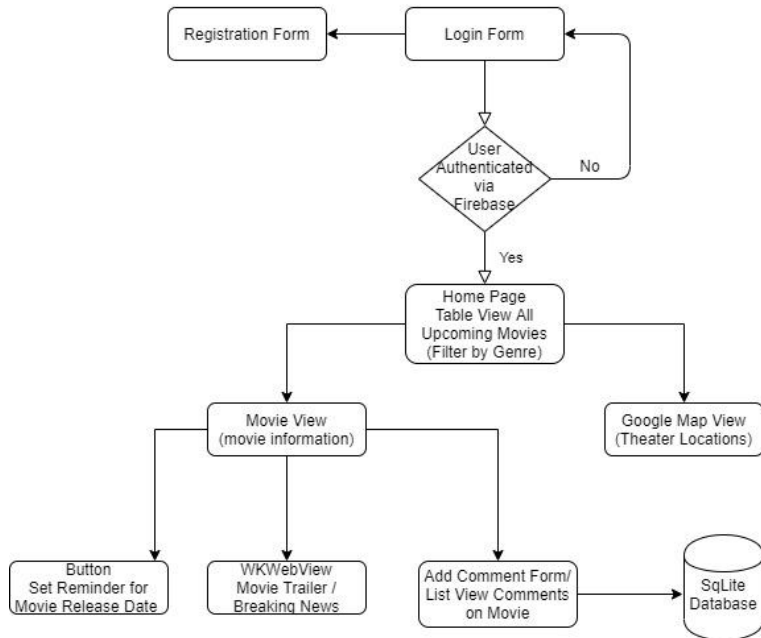 Registration Form
Login Form
User
Authenticated
via
Firebase
No
Yes
Home Page
Table View All
Upcoming Movies
(Filter by Genre)
Movie View
(movie information)
Google Map View
(Theater Locations)
Button
Set Reminder for
Movie Release Date
WKWebView
Movie Trailer /
Breaking News
Add Comment Form/
List View Comments
on Movie
SqLite
Database